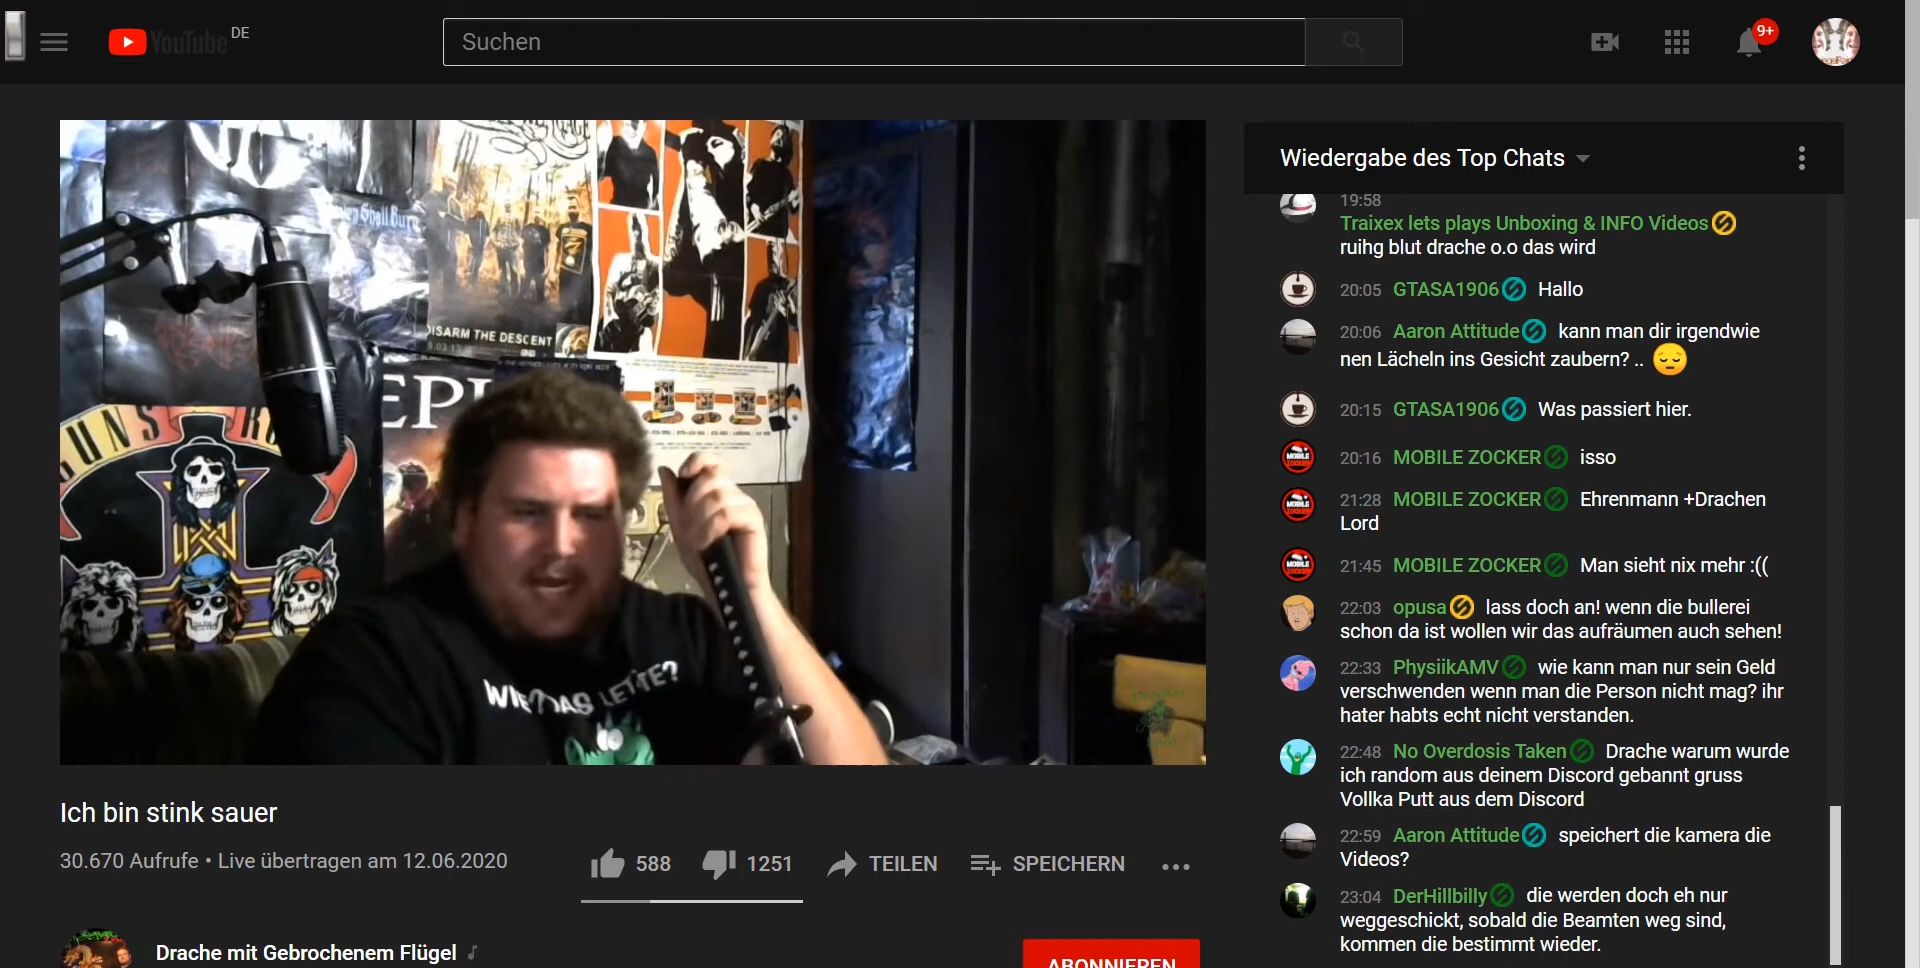 YouTube DE
Suchen
9+
Wiedergabe des Top Chats
19:58
Traixex lets plays Unboxing & INFO Videos
ruihg blut drache o.o das wird
20:05 GTASA1906 Hallo
20:06 Aaron Attitude kann man dir irgendwie
nen Lächeln ins Gesicht zaubern? ..
20:15 GTASA1906 Was passiert hier.
20:16 MOBILE ZOCKER isso
21:28 MOBILE ZOCKER Ehrenmann +Drachen
Lord
21:45 MOBILE ZOCKER Man sieht nix mehr :((
22:03 opusa lass doch an! wenn die bullerei
schon da ist wollen wir das aufräumen auch sehen!
22:33 PhysiikAMV wie kann man nur sein Geld
verschwenden wenn man die Person nicht mag? ihr
hater habts echt nicht verstanden.
22:48 No Overdosis Taken Drache warum wurde
ich random aus deinem Discord gebannt gruss
Vollka Putt aus dem Discord
22:59 Aaron Attitude speichert die kamera die
Videos?
23:04 DerHillbilly die werden doch eh nur
weggeschickt, sobald die Beamten weg sind,
kommen die bestimmt wieder.
DISARM THE DESCENT
GUNS
EPI
WIE DAS LETTE?
Ich bin stink sauer
30.670 Aufrufe • Live übertragen am 12.06.2020
588
1251
TEILEN
SPEICHERN
Drache mit Gebrochenem Flügel
ABONNIEREN